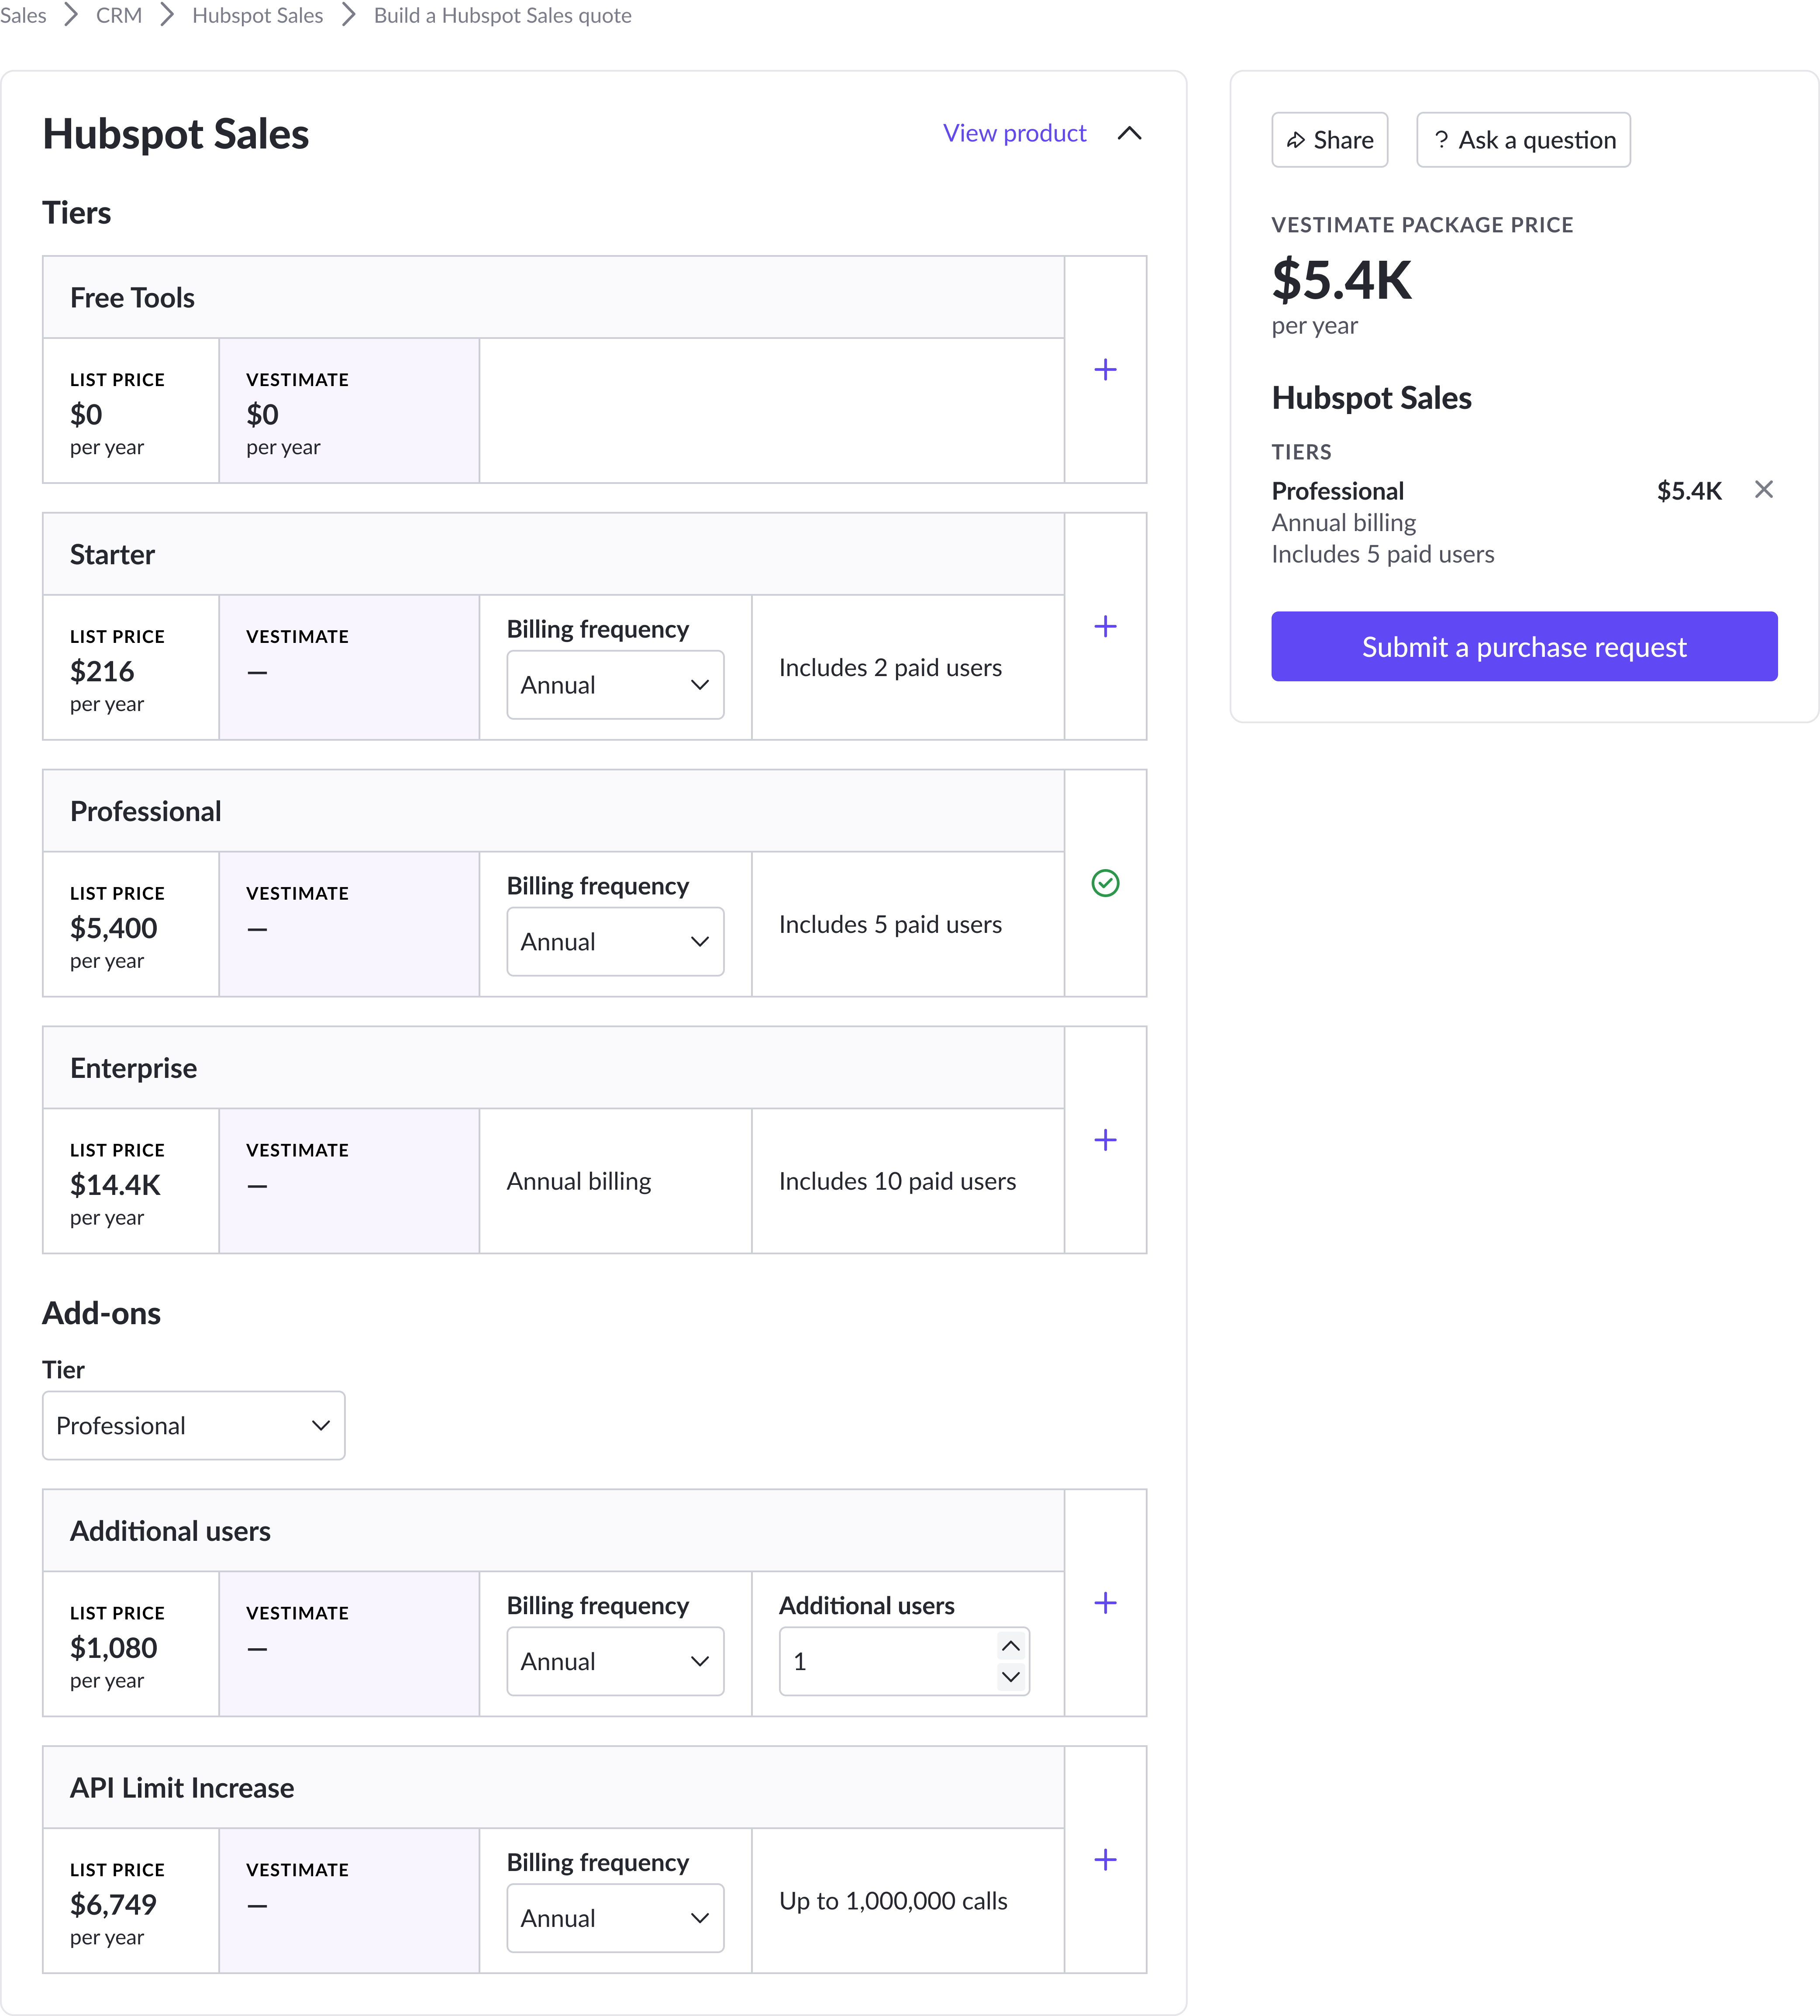 Sales > CRM > Hubspot Sales > Build a Hubspot Sales quote
Hubspot Sales
View product
Tiers
Free Tools
LIST PRICE
$0
per year
VESTIMATE
$0
per year
Starter
LIST PRICE
$216
per year
VESTIMATE
—
Billing frequency
Annual
Includes 2 paid users
Professional
LIST PRICE
$5,400
per year
VESTIMATE
—
Billing frequency
Annual
Includes 5 paid users
Enterprise
LIST PRICE
$14.4K
per year
VESTIMATE
—
Annual billing
Includes 10 paid users
Add-ons
Tier
Professional
Additional users
LIST PRICE
$1,080
per year
VESTIMATE
—
Billing frequency
Annual
Additional users
1
API Limit Increase
LIST PRICE
$6,749
per year
VESTIMATE
—
Billing frequency
Annual
Up to 1,000,000 calls
Share
? Ask a question
VESTIMATE PACKAGE PRICE
$5.4K
per year
Hubspot Sales
TIERS
Professional $5.4K
Annual billing
Includes 5 paid users
Submit a purchase request